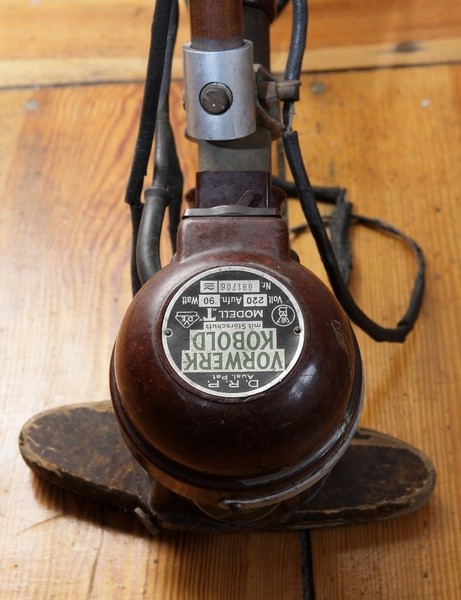 D.R.P.
Ausl. Pat.
VORWERK
KOBOLD
mit Störschutz
MODELL „T"
Volt 220 Aufn. 90 Watt
Nr. 681706